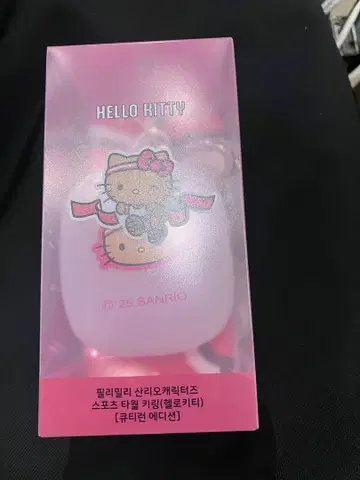 HELLO KITTY
©'25 SANRIO
필리밀리 산리오캐릭터즈
스포츠 타월 키링(헬로키티)
[큐티런 에디션]